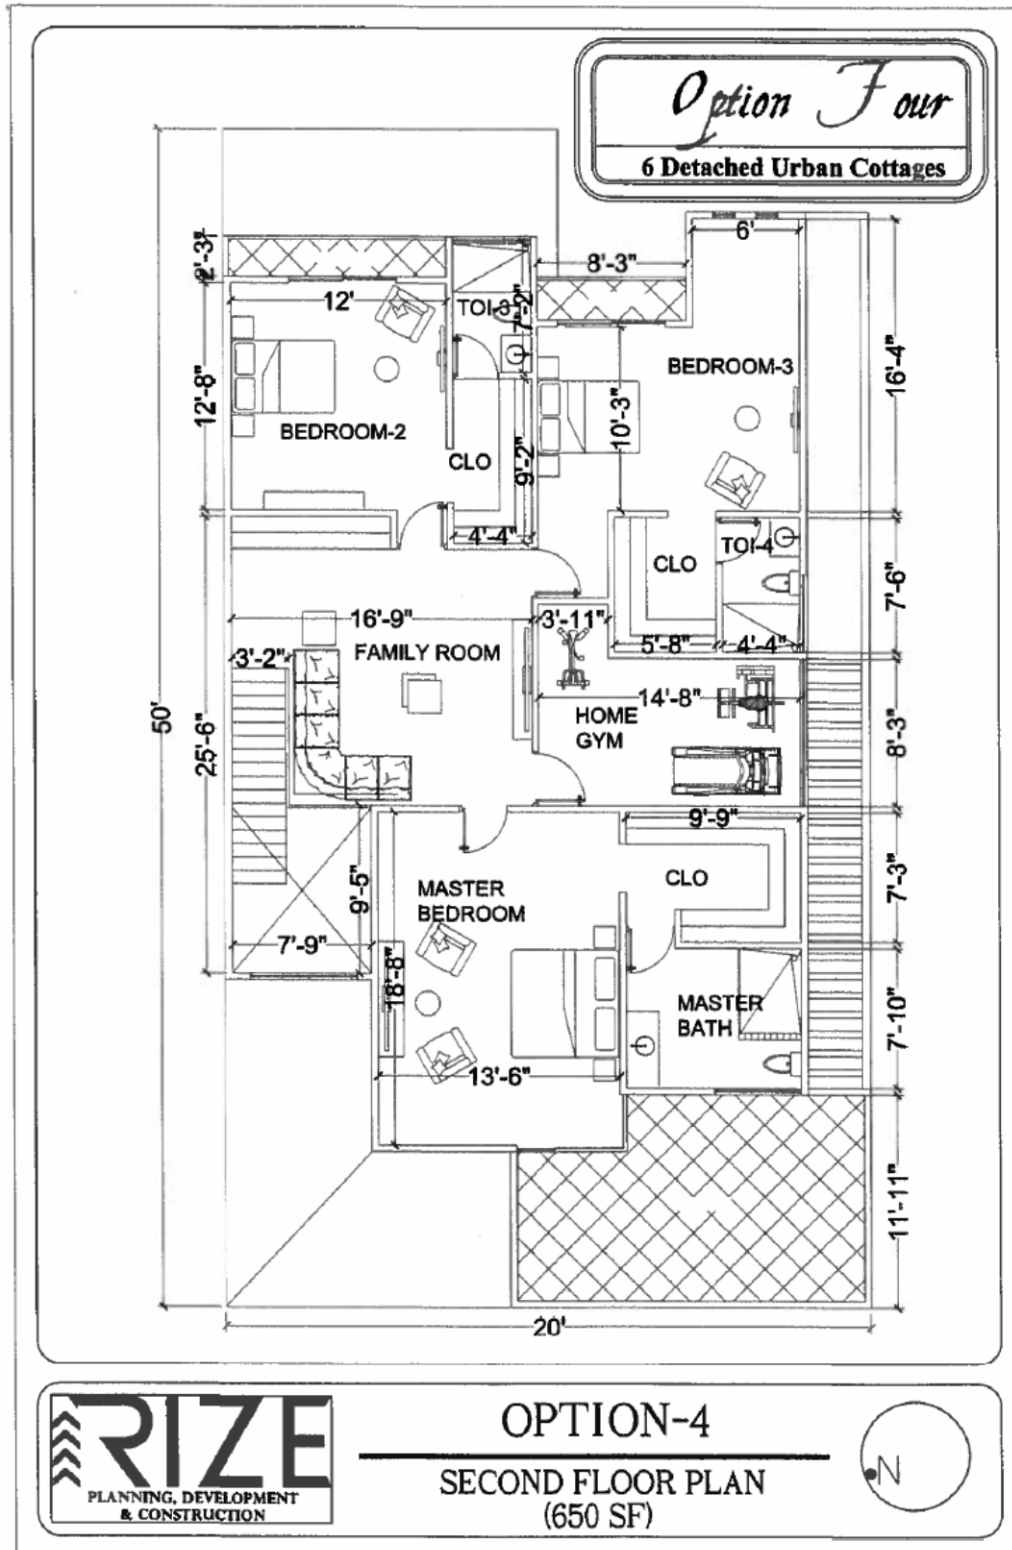 Option Four
6 Detached Urban Cottages
6'
2'-3"
8'-3"
12'
TOI-3
7'-2"
BEDROOM-3
16'-4"
12'-8"
10'-3"
BEDROOM-2
CLO
9'-2"
4'-4"
TOI-4
CLO
7'-6"
16'-9"
3'-11"
FAMILY ROOM
5'-8"
4'-4"
3'-2"
14'-8"
HOME
GYM
50'
25'-6"
8'-3"
9'-9"
CLO
MASTER
BEDROOM
9'-5"
7'-3"
7'-9"
18'-8"
MASTER
BATH
7'-10"
13'-6"
11'-11"
20'
RIZE
PLANNING, DEVELOPMENT
& CONSTRUCTION
OPTION-4
SECOND FLOOR PLAN
(650 SF)
N